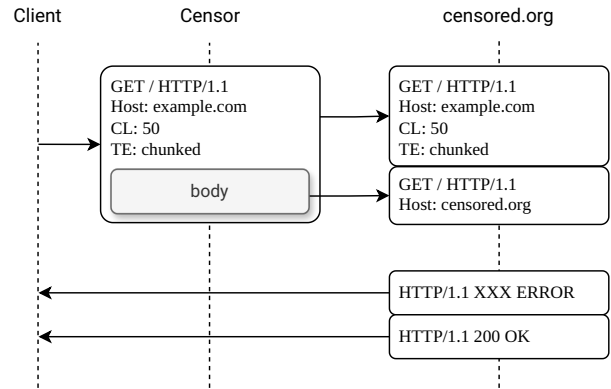 Client
Censor
censored.org
GET / HTTP/1.1
Host: example.com
CL: 50
TE: chunked
body
GET / HTTP/1.1
Host: example.com
CL: 50
TE: chunked
GET / HTTP/1.1
Host: censored.org
HTTP/1.1 XXX ERROR
HTTP/1.1 200 OK